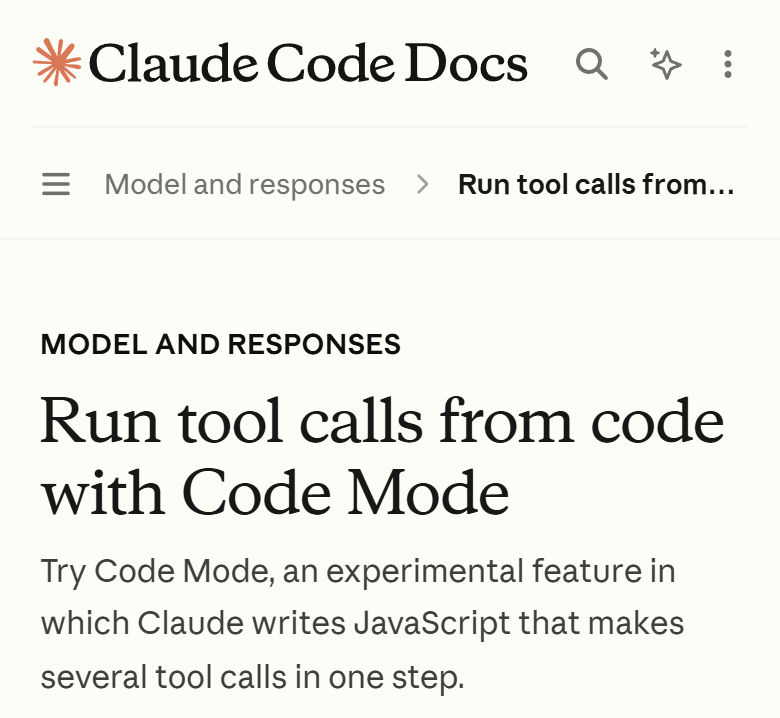 Claude Code Docs
Model and responses
Run tool calls from...
MODEL AND RESPONSES
Run tool calls from code
with Code Mode
Try Code Mode, an experimental feature in
which Claude writes JavaScript that makes
several tool calls in one step.